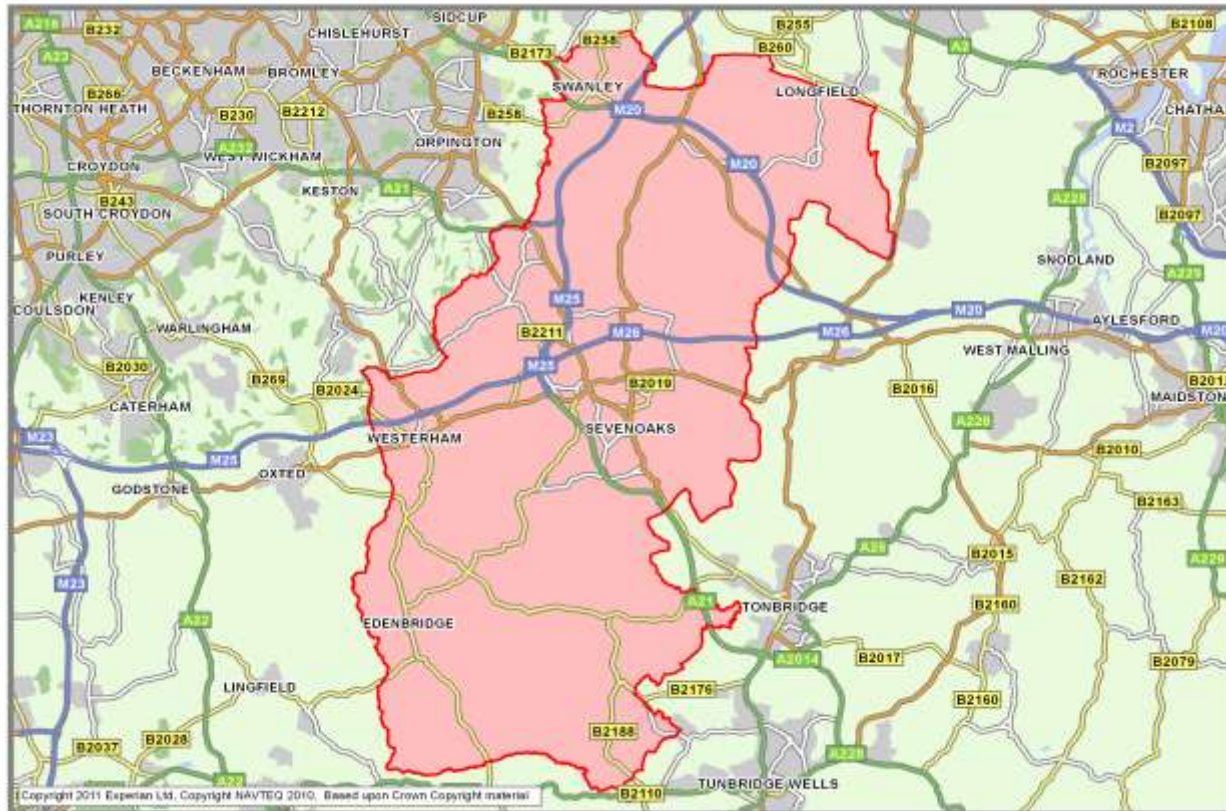 SIDCUP
A216
B232
CHISLEHURST
B258
B255
B2108
A23
B2173
B260
A2
BECKENHAM
BROMLEY
ROCHESTER
SWANLEY
LONGFIELD
B266
B2212
THORNTON HEATH
M20
CHATHA
B230
B258
M2
A232
ORPINGTON
WEST WICKHAM
CROYDON
M20
B2097
A21
KESTON
B243
A228
SOUTH CROYDON
B2097
PURLEY
SNODLAND
A229
KENLEY
M25
COULSDON
M20
AYLESFORD
WARLINGHAM
B2211
M26
M26
M20
WEST MALLING
B2030
M25
B269
B2024
B2019
B2016
B201
CATERHAM
MAIDSTON
A228
M23
WESTERHAM
SEVENOAKS
B2010
M25
OXTED
GODSTONE
B2163
B2015
A26
A229
M23
B2162
A21
TONBRIDGE
B2160
A22
EDENBRIDGE
A2014
B2017
B2079
LINGFIELD
B2176
B2160
B2188
B2028
B2037
A228
A22
TUNBRIDGE WELLS
B2110
Copyright 2011 Experian Ltd, Copyright NAVTEQ 2010. Based upon Crown Copyright material